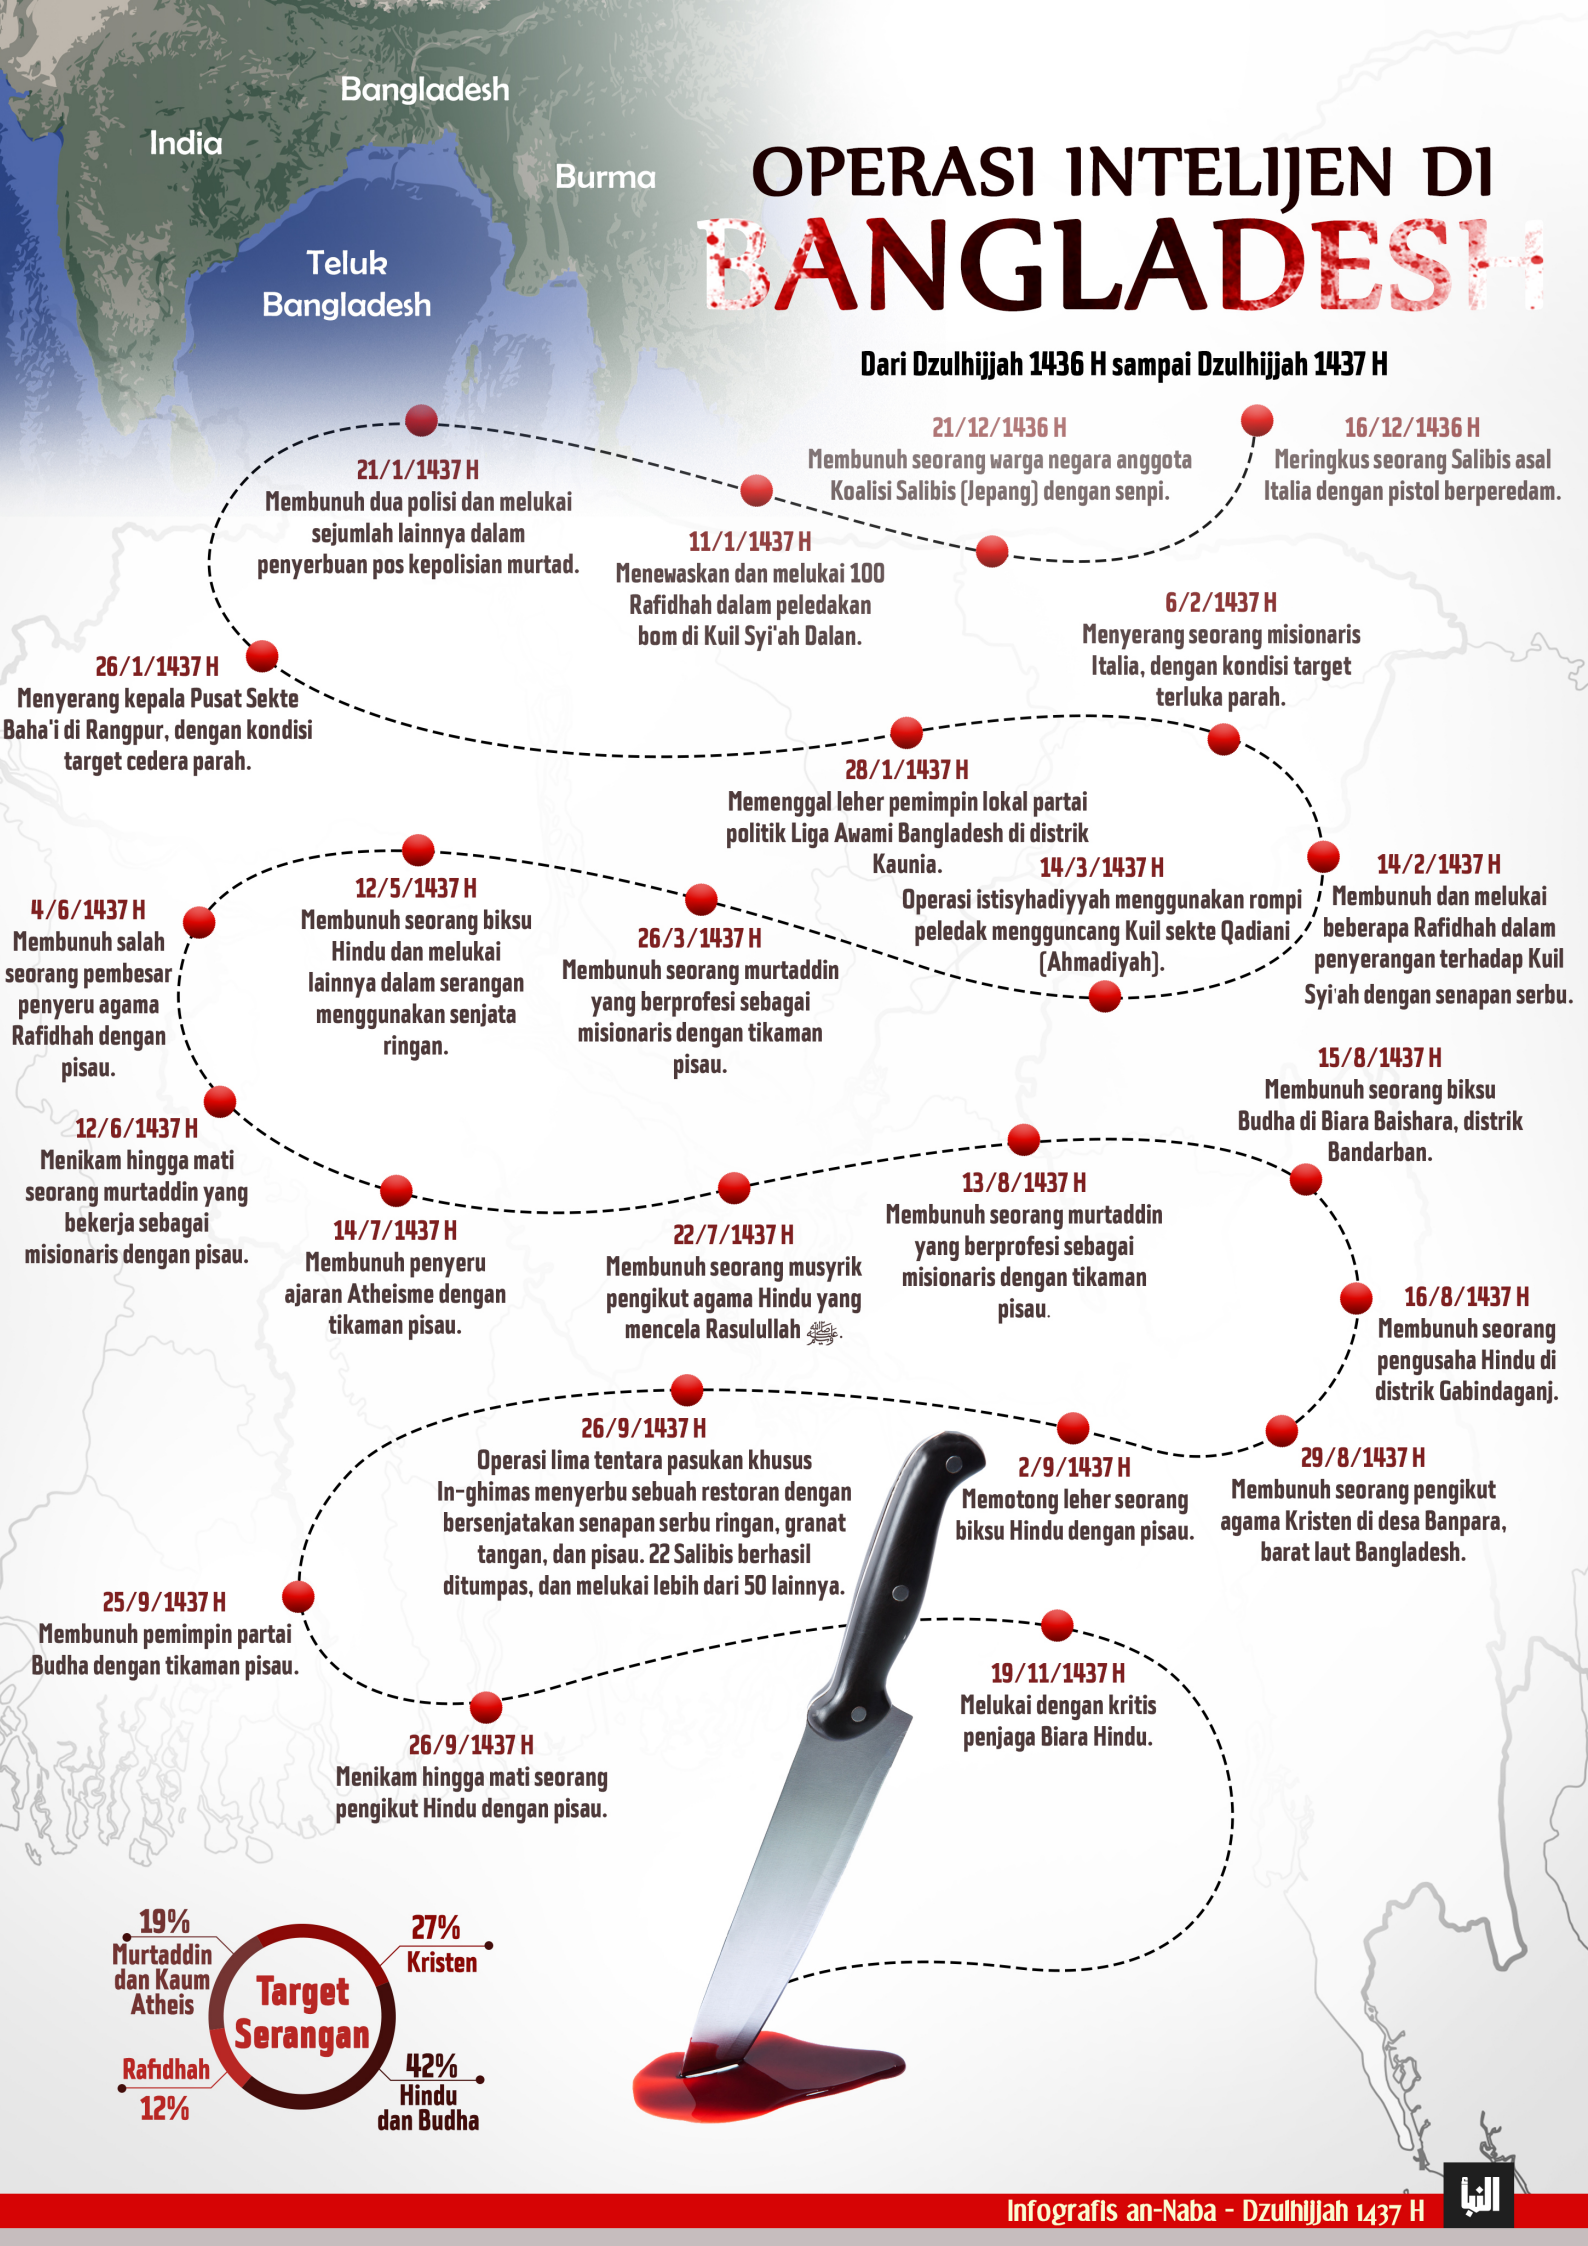 Bangladesh
India
Burma
Teluk
Bangladesh
OPERASI INTELIJEN DI
BANGLADESH
Dari Dzulhijjah 1436 H sampai Dzulhijjah 1437 H
16/12/1436 H
Meringkus seorang Salibis asal
Italia dengan pistol berperedam.
21/12/1436 H
Membunuh seorang warga negara anggota
Koalisi Salibis (Jepang) dengan senpi.
11/1/1437 H
Menewaskan dan melukai 100
Rafidhah dalam peledakan
bom di Kuil Syi'ah Dalan.
21/1/1437 H
Membunuh dua polisi dan melukai
sejumlah lainnya dalam
penyerbuan pos kepolisian murtad.
26/1/1437 H
Menyerang kepala Pusat Sekte
Baha'i di Rangpur, dengan kondisi
target cedera parah.
28/1/1437 H
Memenggal leher pemimpin lokal partai
politik Liga Awami Bangladesh di distrik
Kaunia.
6/2/1437 H
Menyerang seorang misionaris
Italia, dengan kondisi target
terluka parah.
14/2/1437 H
Membunuh dan melukai
beberapa Rafidhah dalam
penyerangan terhadap Kuil
Syi'ah dengan senapan serbu.
14/3/1437 H
Operasi istisyhadiyyah menggunakan rompi
peledak mengguncang Kuil sekte Qadiani
(Ahmadiyah).
26/3/1437 H
Membunuh seorang murtaddin
yang berprofesi sebagai
misionaris dengan tikaman
pisau.
12/5/1437 H
Membunuh seorang biksu
Hindu dan melukai
lainnya dalam serangan
menggunakan senjata
ringan.
4/6/1437 H
Membunuh salah
seorang pembesar
penyeru agama
Rafidhah dengan
pisau.
12/6/1437 H
Menikam hingga mati
seorang murtaddin yang
bekerja sebagai
misionaris dengan pisau.
14/7/1437 H
Membunuh penyeru
ajaran Atheisme dengan
tikaman pisau.
22/7/1437 H
Membunuh seorang musyrik
pengikut agama Hindu yang
mencela Rasulullah ﷺ.
13/8/1437 H
Membunuh seorang murtaddin
yang berprofesi sebagai
misionaris dengan tikaman
pisau.
15/8/1437 H
Membunuh seorang biksu
Budha di Biara Baishara, distrik
Bandarban.
16/8/1437 H
Membunuh seorang
pengusaha Hindu di
distrik Gabindaganj.
29/8/1437 H
Membunuh seorang pengikut
agama Kristen di desa Banpara,
barat laut Bangladesh.
2/9/1437 H
Memotong leher seorang
biksu Hindu dengan pisau.
26/9/1437 H
Operasi lima tentara pasukan khusus
In-ghimas menyerbu sebuah restoran dengan
bersenjatakan senapan serbu ringan, granat
tangan, dan pisau. 22 Salibis berhasil
ditumpas, dan melukai lebih dari 50 lainnya.
25/9/1437 H
Membunuh pemimpin partai
Budha dengan tikaman pisau.
26/9/1437 H
Menikam hingga mati seorang
pengikut Hindu dengan pisau.
19/11/1437 H
Melukai dengan kritis
penjaga Biara Hindu.
19%
Murtaddin
dan Kaum
Atheis
27%
Kristen
Target
Serangan
Rafidhah
12%
42%
Hindu
dan Budha
Infografis an-Naba - Dzulhijjah 1437 H
النبأ